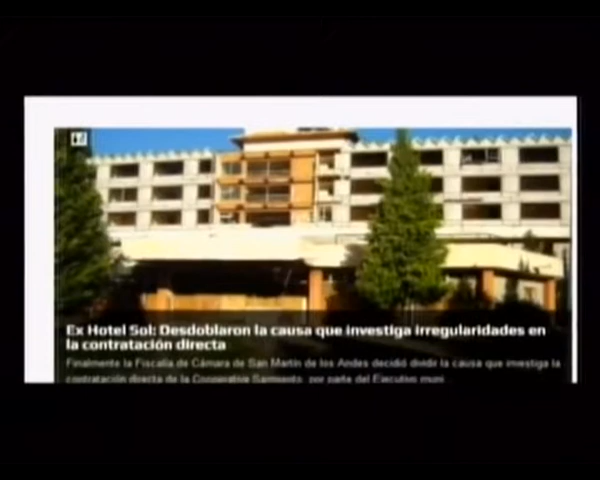 Ex Hotel Sol: Desdoblaron la causa que investiga irregularidades en
la contratación directa
Finalmente la Fiscalía de Cámara de San Martín de los Andes decidió dividir la causa que investiga la
contratación directa de la Cooperativa Sarmiento, por parte del Ejecutivo muni...